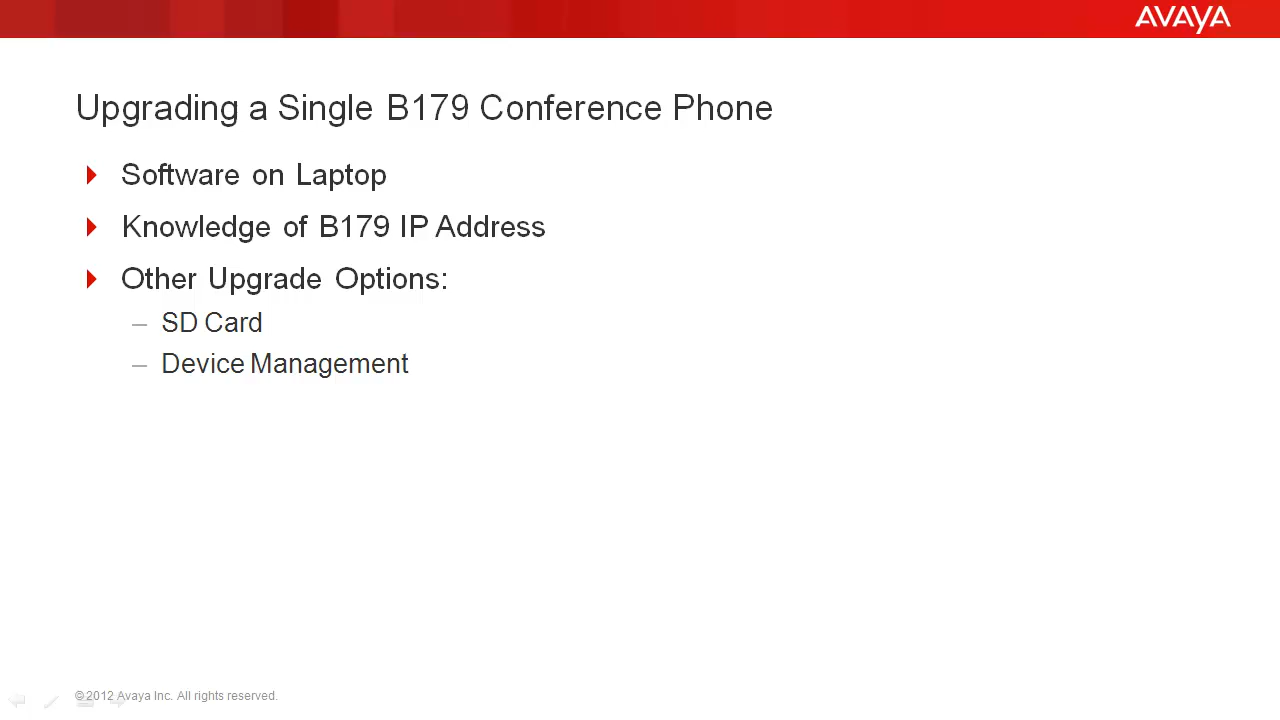 AVAYA
Upgrading a Single B179 Conference Phone
Software on Laptop
Knowledge of B179 IP Address
Other Upgrade Options:
– SD Card
– Device Management
©2012 Avaya Inc. All rights reserved.